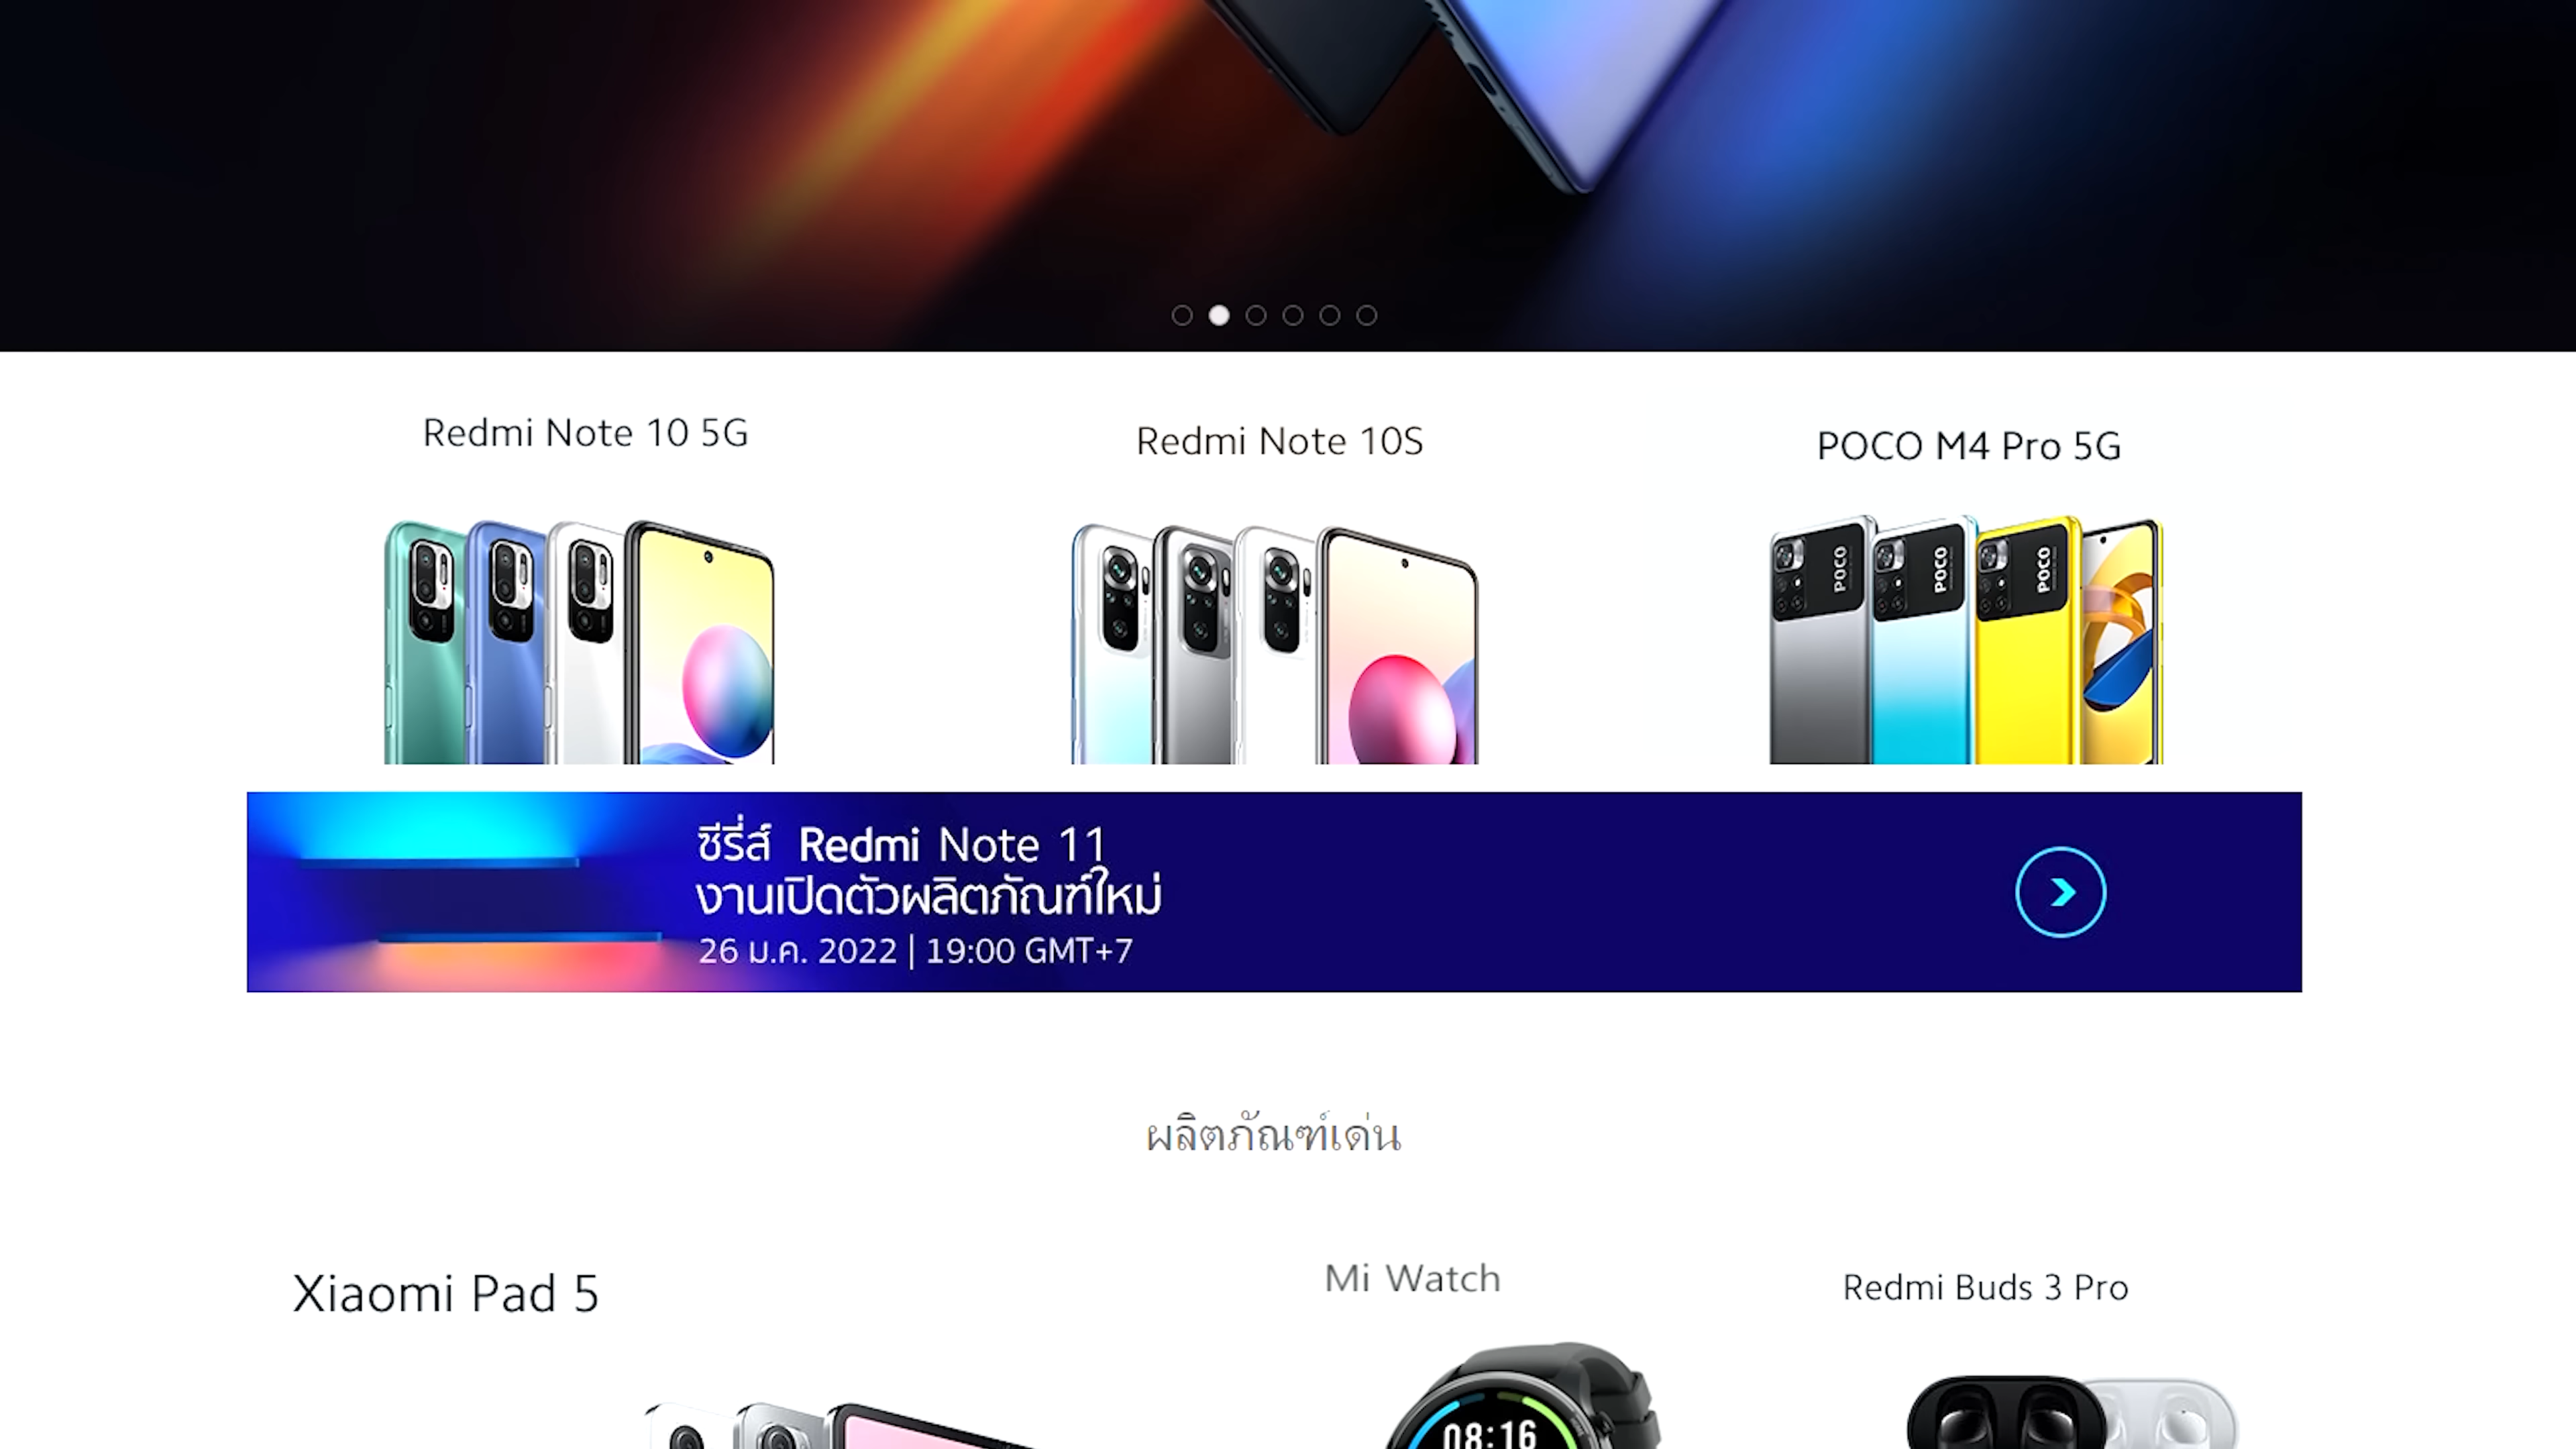 Redmi Note 10 5G
Redmi Note 10S
POCO M4 Pro 5G
POCO
POCO
POCO
ซีรี่ส์ Redmi Note 11
งานเปิดตัวผลิตภัณฑ์ใหม่
26 ม.ค. 2022 | 19:00 GMT+7
ผลิตภัณฑ์เด่น
Xiaomi Pad 5
Mi Watch
Redmi Buds 3 Pro
08:16